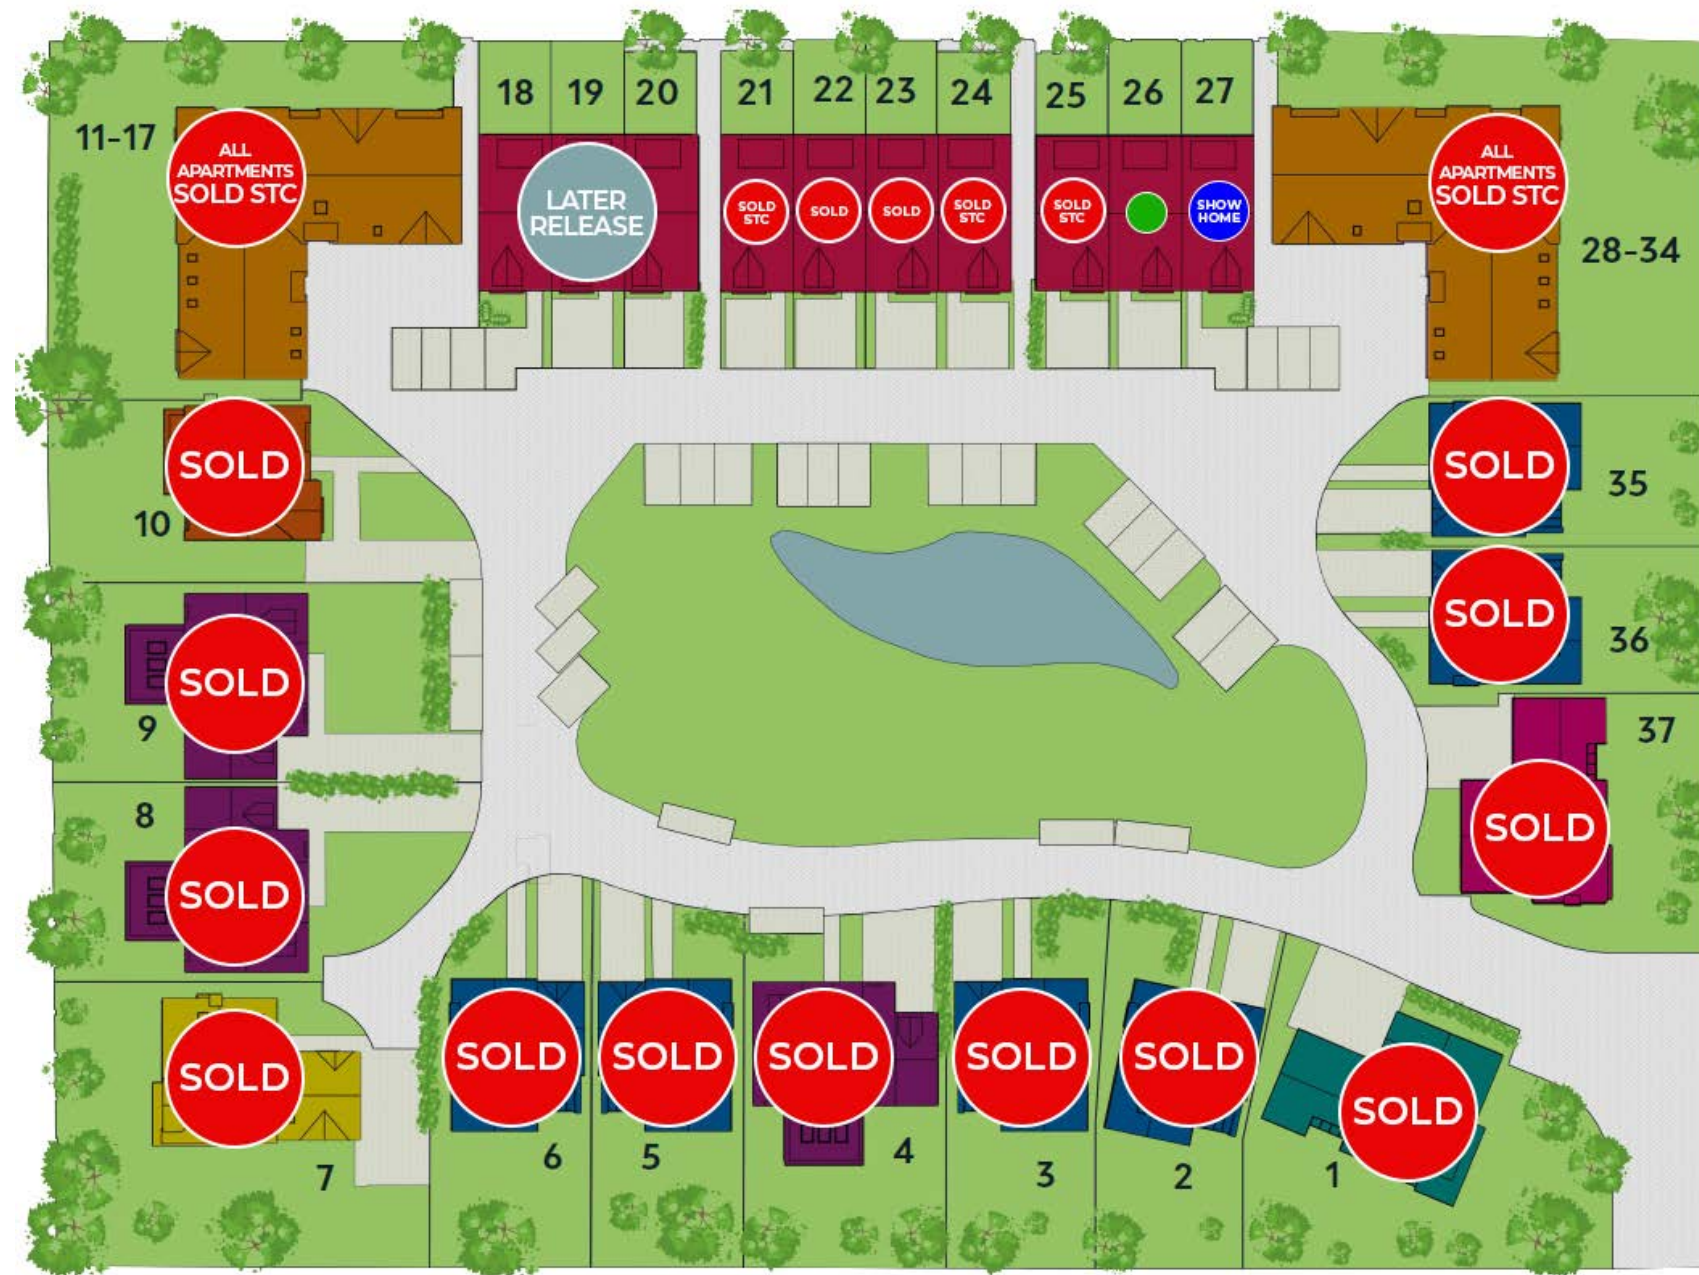 18 19 20 21 22 23 24 25 26 27
11-17
ALL
APARTMENTS
SOLD STC
LATER
RELEASE
SOLD
STC
SOLD
SOLD
SOLD
STC
SOLD
STC
SHOW
HOME
ALL
APARTMENTS
SOLD STC
28-34
SOLD
10
SOLD
35
SOLD
36
SOLD
9
SOLD
37
8
SOLD
SOLD
SOLD
7
SOLD
6
SOLD
5
SOLD
4
SOLD
3
SOLD
2
SOLD
1